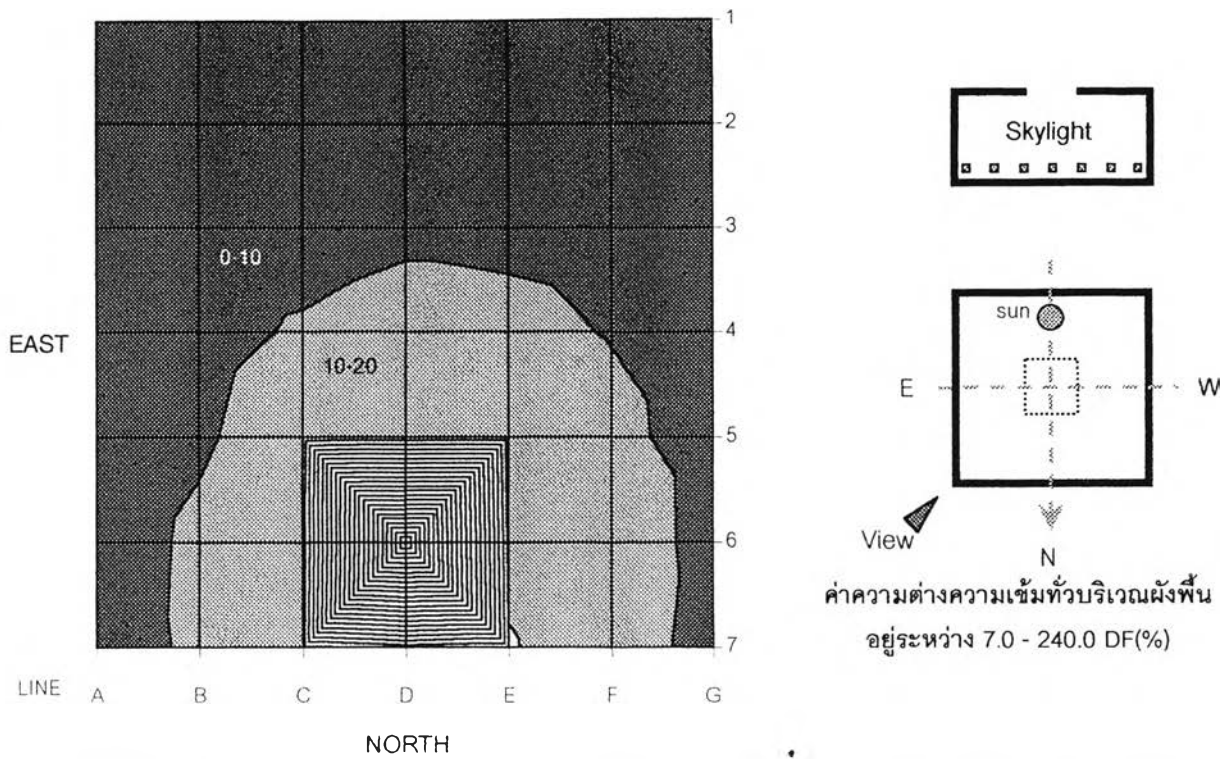 1
2
3
0-10
4
EAST
10-20
5
6
7
LINE A B C D E F G
NORTH
Skylight
sun
E
W
View
N
ค่าความต่างความเข้มทั่วบริเวณผังพื้น
อยู่ระหว่าง 7.0 - 240.0 DF(%)